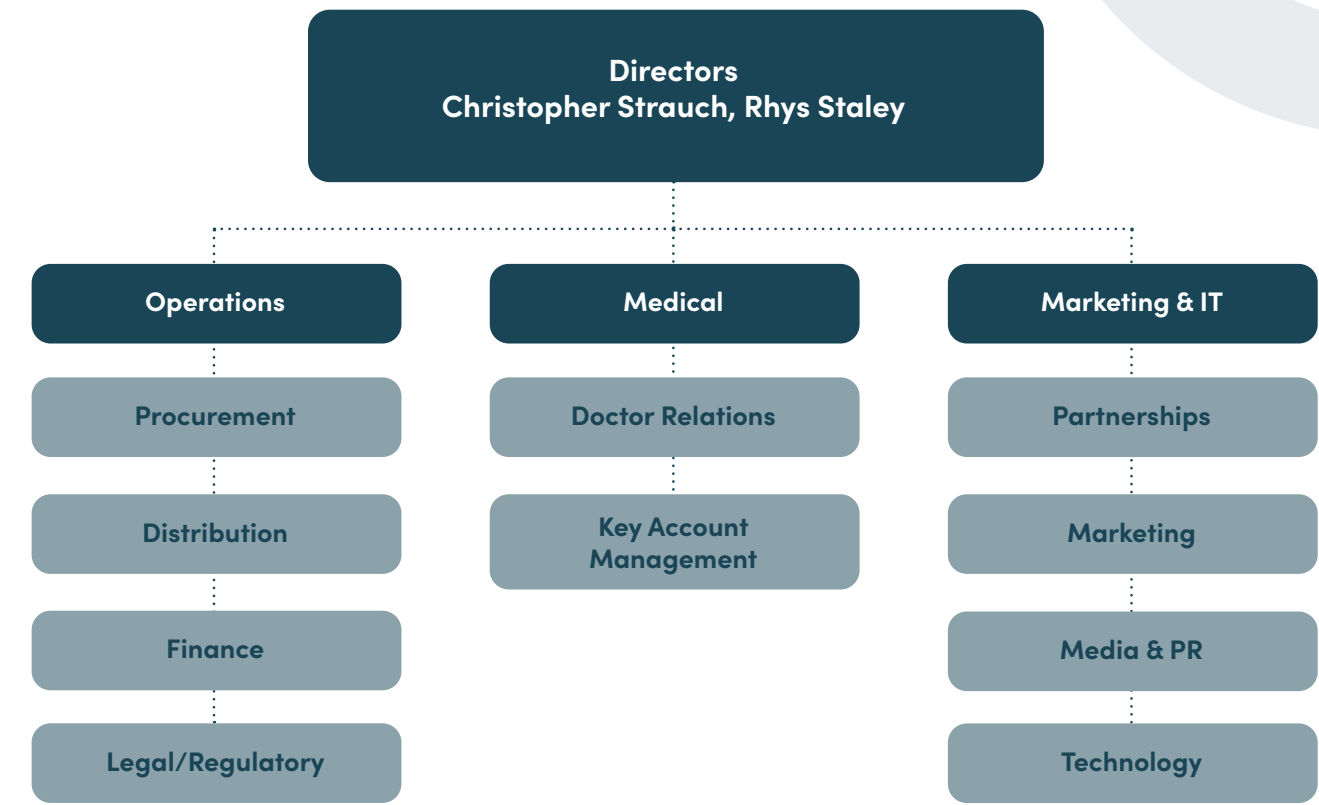 Directors
Christopher Strauch, Rhys Staley
Operations
Medical
Marketing & IT
Procurement
Doctor Relations
Partnerships
Distribution
Key Account
Management
Marketing
Finance
Media & PR
Legal/Regulatory
Technology